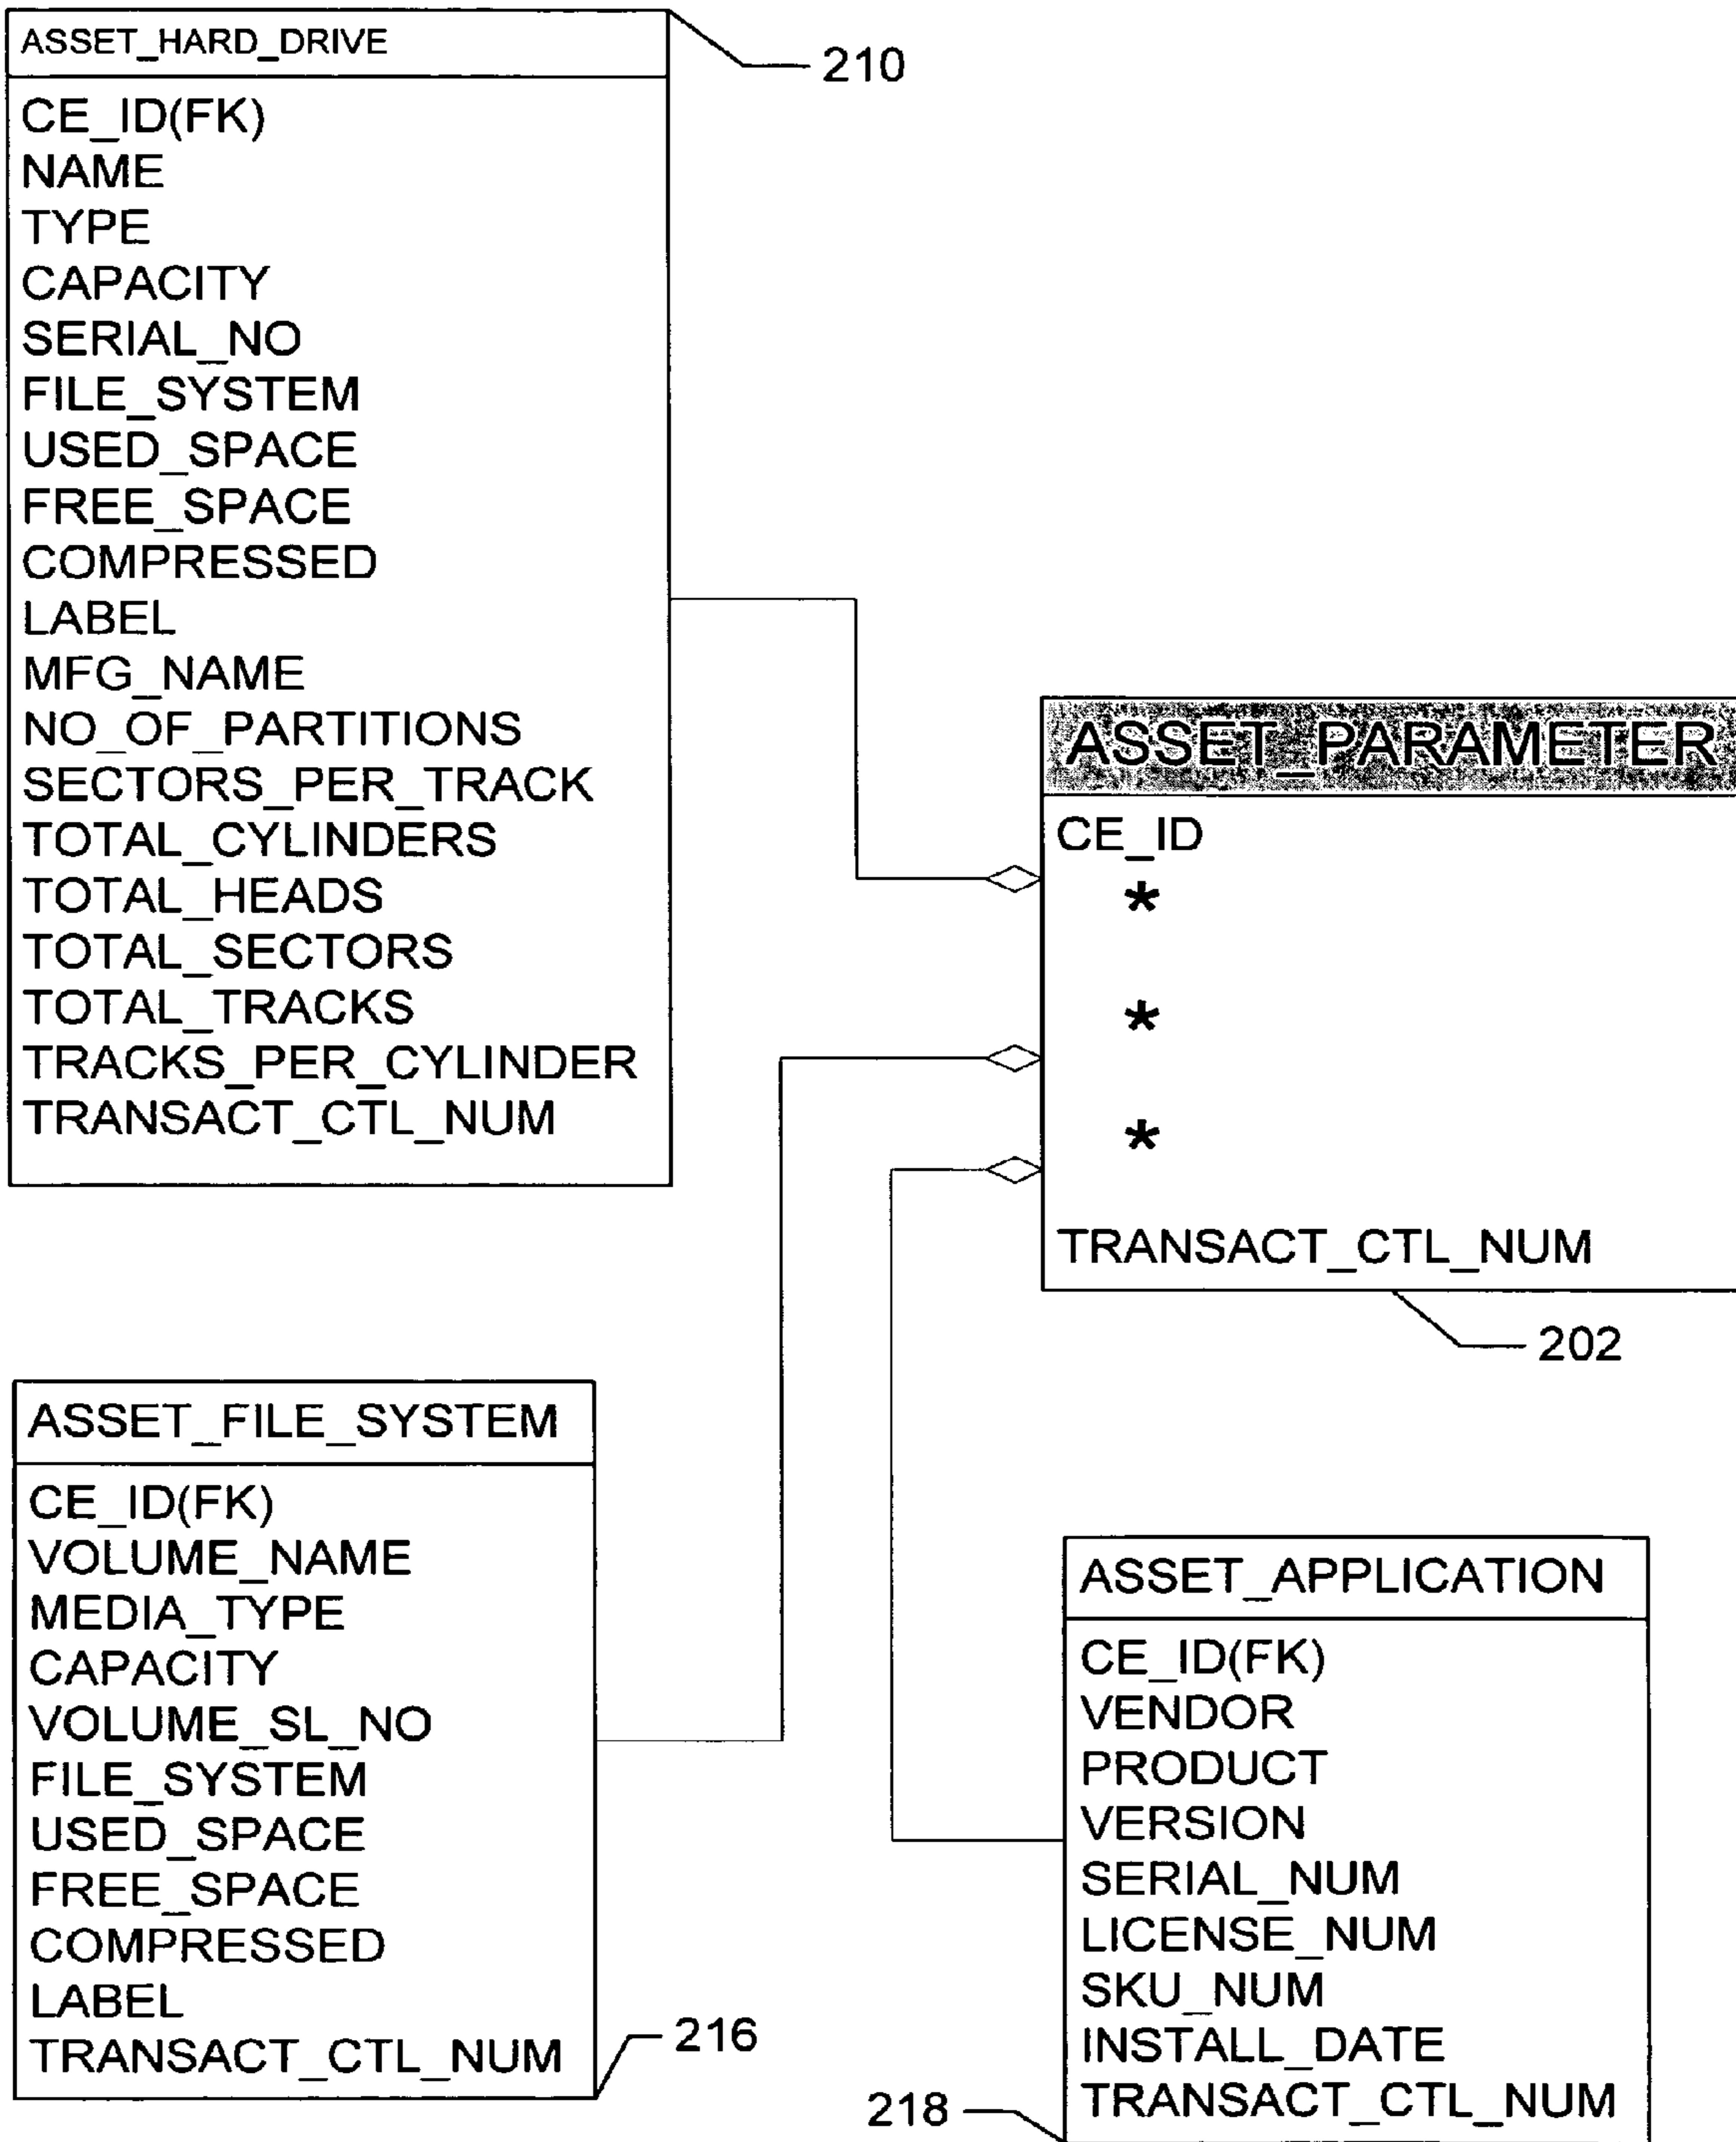 ASSET_HARD_DRIVE
210
CE_ID(FK)
NAME
TYPE
CAPACITY
SERIAL_NO
FILE_SYSTEM
USED_SPACE
FREE_SPACE
COMPRESSED
LABEL
MFG_NAME
NO_OF_PARTITIONS
SECTORS_PER_TRACK
TOTAL_CYLINDERS
TOTAL_HEADS
TOTAL_SECTORS
TOTAL_TRACKS
TRACKS_PER_CYLINDER
TRANSACT_CTL_NUM
ASSET_PARAMETER
CE_ID
*
*
*
TRANSACT_CTL_NUM
202
ASSET_FILE_SYSTEM
CE_ID(FK)
VOLUME_NAME
MEDIA_TYPE
CAPACITY
VOLUME_SL_NO
FILE_SYSTEM
USED_SPACE
FREE_SPACE
COMPRESSED
LABEL
TRANSACT_CTL_NUM
216
ASSET_APPLICATION
CE_ID(FK)
VENDOR
PRODUCT
VERSION
SERIAL_NUM
LICENSE_NUM
SKU_NUM
INSTALL_DATE
TRANSACT_CTL_NUM
218